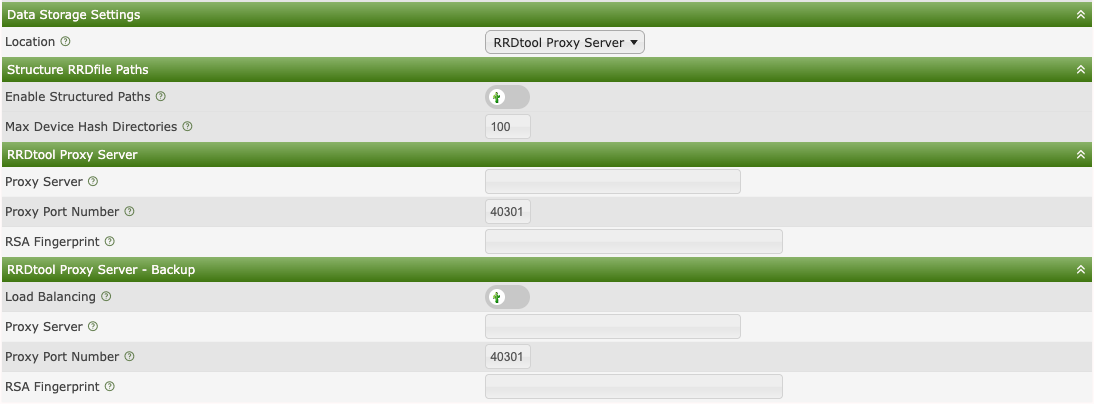 Data Storage Settings
Location
RRDtool Proxy Server
Structure RRDfile Paths
Enable Structured Paths
Max Device Hash Directories
100
RRDtool Proxy Server
Proxy Server
Proxy Port Number
40301
RSA Fingerprint
RRDtool Proxy Server - Backup
Load Balancing
Proxy Server
Proxy Port Number
40301
RSA Fingerprint